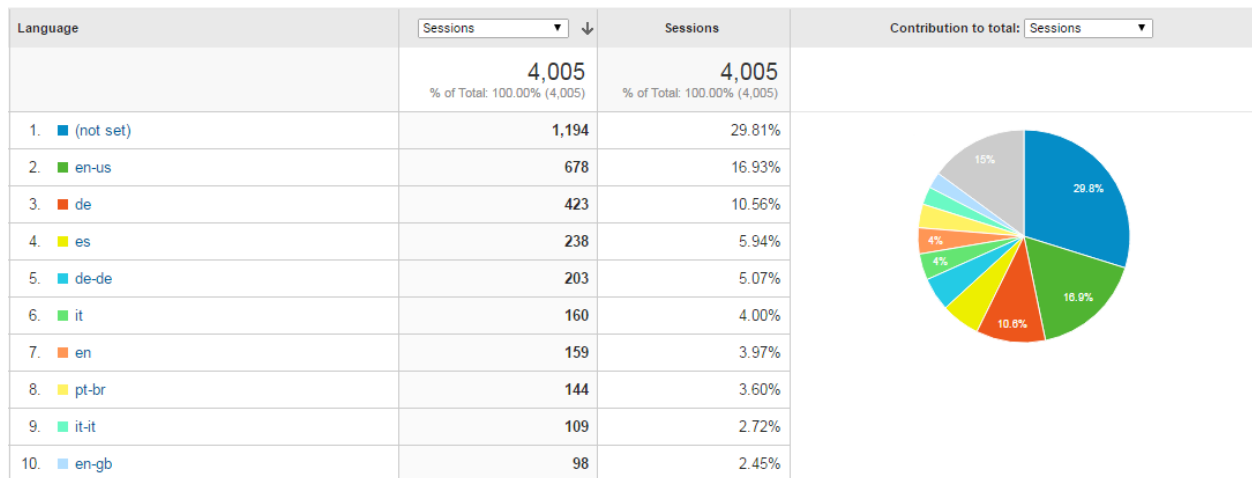 Language Sessions Sessions Contribution to total: Sessions
4,005 4,005
% of Total: 100.00% (4,005) % of Total: 100.00% (4,005)
1. (not set) 1,194 29.81%
2. en-us 678 16.93%
3. de 423 10.56%
4. es 238 5.94%
5. de-de 203 5.07%
6. it 160 4.00%
7. en 159 3.97%
8. pt-br 144 3.60%
9. it-it 109 2.72%
10. en-gb 98 2.45%
15%
29.8%
4%
4%
16.9%
10.6%